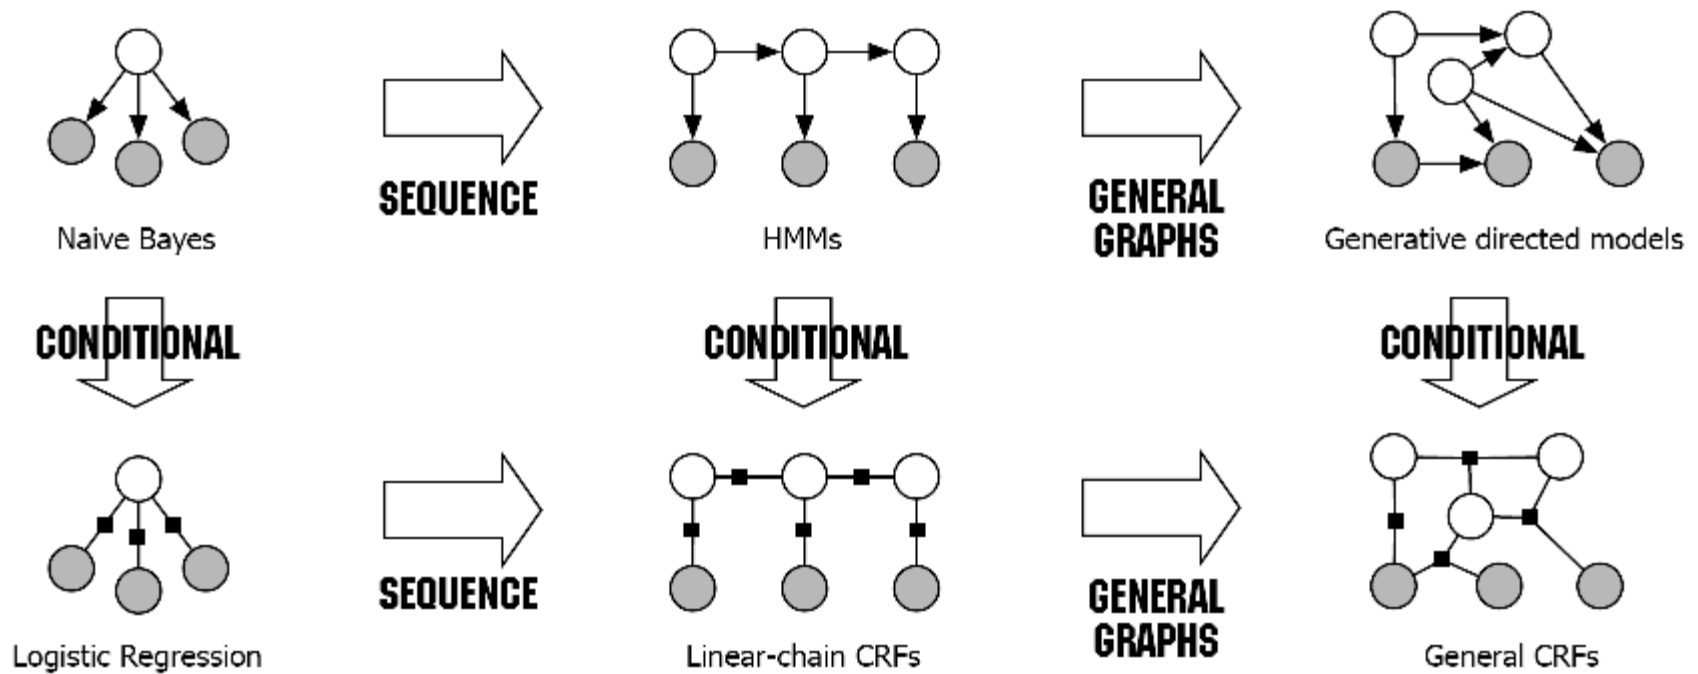 SEQUENCE
GENERAL
GRAPHS
Naive Bayes
HMMs
Generative directed models
CONDITIONAL
CONDITIONAL
CONDITIONAL
SEQUENCE
GENERAL
GRAPHS
Logistic Regression
Linear-chain CRFs
General CRFs